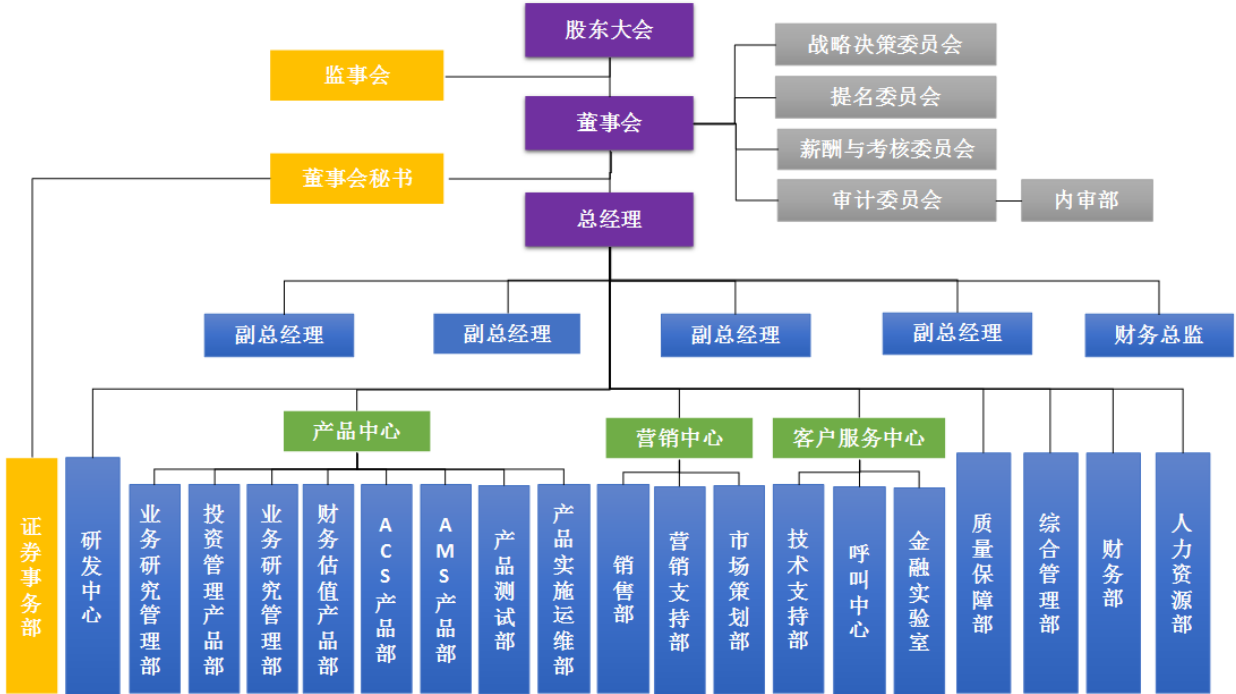 股东大会
监事会
董事会
战略决策委员会
提名委员会
薪酬与考核委员会
审计委员会
内审部
董事会秘书
总经理
副总经理
副总经理
副总经理
副总经理
财务总监
产品中心
营销中心
客户服务中心
证券事务部
研发中心
业务研究管理部
投资管理产品部
业务研究管理部
财务估值产品部
ACS产品部
AMS产品部
产品测试部
产品实施运维部
销售部
营销支持部
市场策划部
技术支持部
呼叫中心
金融实验室
质量保障部
综合管理部
财务部
人力资源部